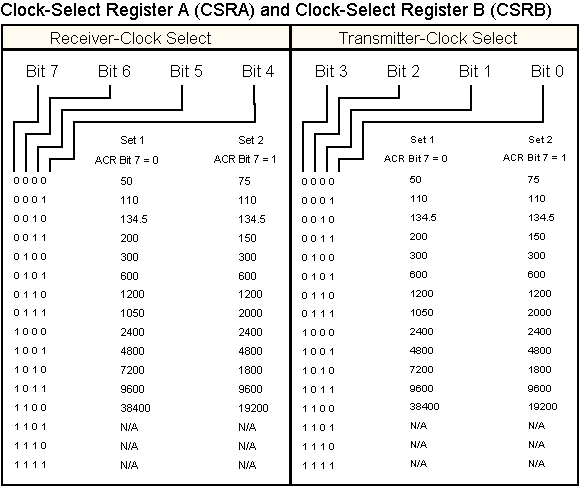 Clock-Select Register A (CSRA) and Clock-Select Register B (CSRB)
Receiver-Clock Select Transmitter-Clock Select
Bit 7 Bit 6 Bit 5 Bit 4 Bit 3 Bit 2 Bit 1 Bit 0
Set 1 Set 2 Set 1 Set 2
ACR Bit 7 = 0 ACR Bit 7 = 1 ACR Bit 7 = 0 ACR Bit 7 = 1
0 0 0 0 50 75 0 0 0 0 50 75
0 0 0 1 110 110 0 0 0 1 110 110
0 0 1 0 134.5 134.5 0 0 1 0 134.5 134.5
0 0 1 1 200 150 0 0 1 1 200 150
0 1 0 0 300 300 0 1 0 0 300 300
0 1 0 1 600 600 0 1 0 1 600 600
0 1 1 0 1200 1200 0 1 1 0 1200 1200
0 1 1 1 1050 2000 0 1 1 1 1050 2000
1 0 0 0 2400 2400 1 0 0 0 2400 2400
1 0 0 1 4800 4800 1 0 0 1 4800 4800
1 0 1 0 7200 1800 1 0 1 0 7200 1800
1 0 1 1 9600 9600 1 0 1 1 9600 9600
1 1 0 0 38400 19200 1 1 0 0 38400 19200
1 1 0 1 N/A N/A 1 1 0 1 N/A N/A
1 1 1 0 N/A N/A 1 1 1 0 N/A N/A
1 1 1 1 N/A N/A 1 1 1 1 N/A N/A